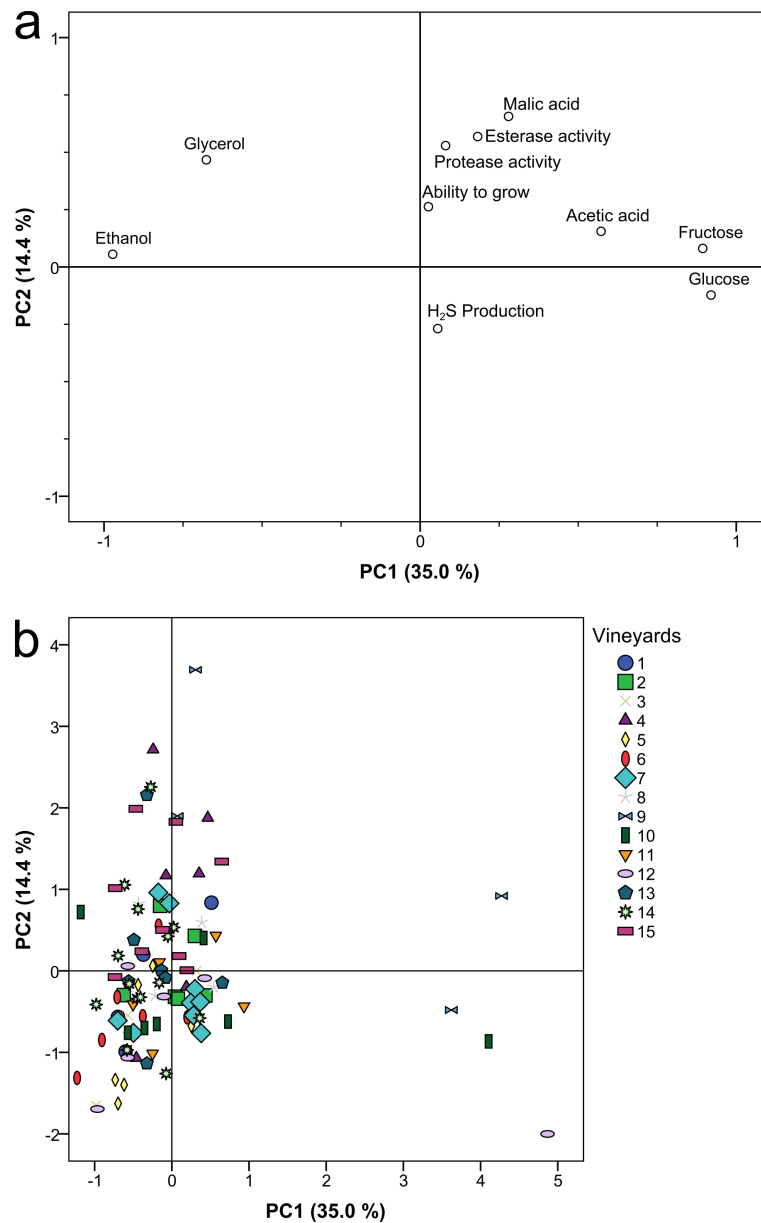 a
1
Malic acid
Esterase activity
Glycerol
Protease activity
Ability to grow
Acetic acid
Ethanol
Fructose
0
Glucose
H₂S Production
PC2 (14.4 %)
-1
-1 0 1
PC1 (35.0 %)
b
Vineyards
4
1
2
3
4
5
6
7
8
9
10
11
12
13
14
15
3
2
1
0
-1
-2
PC2 (14.4 %)
-1 0 1 2 3 4 5
PC1 (35.0 %)